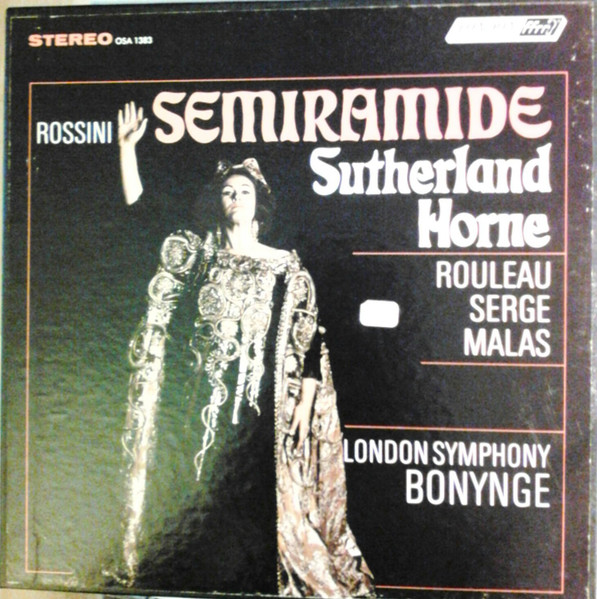 STEREO OSA 1383
ROSSINI
SEMIRAMIDE
Sutherland
Horne
ROULEAU
SERGE
MALAS
LONDON SYMPHONY
BONYNGE